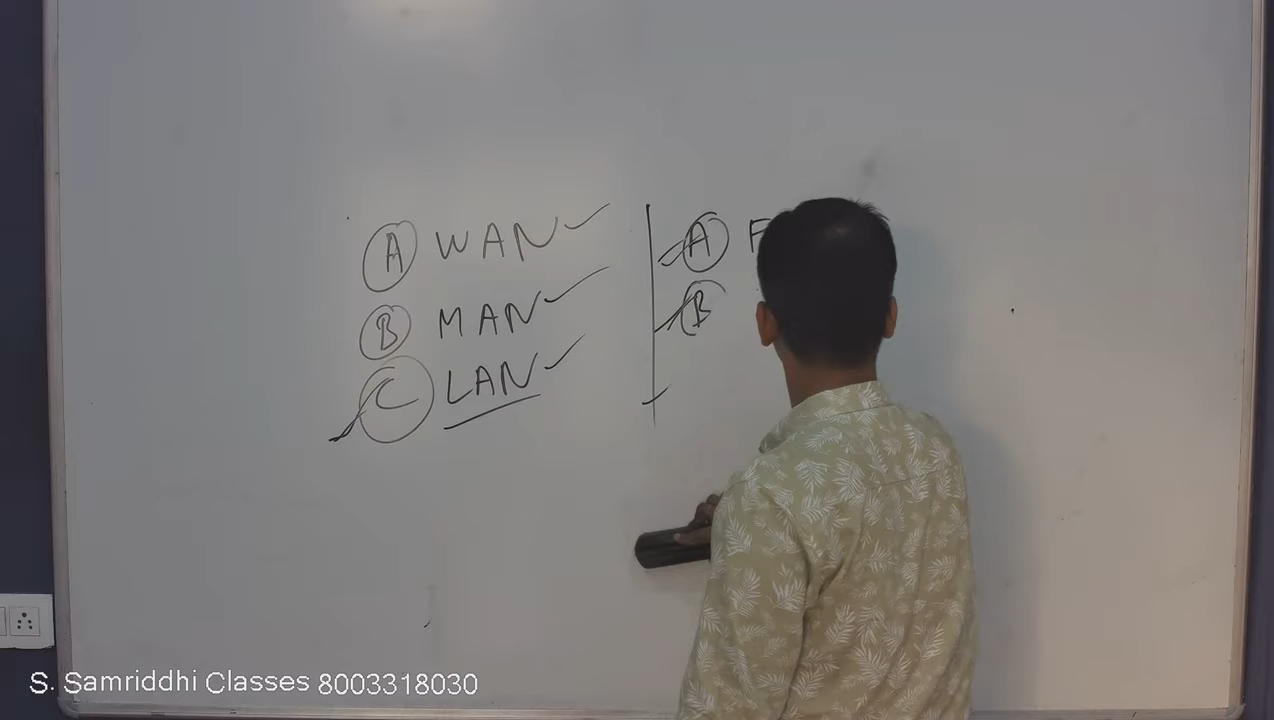 (A) WAN
(B) MAN
(C) LAN
(A) F
(B)
S. Samriddhi Classes 8003318030